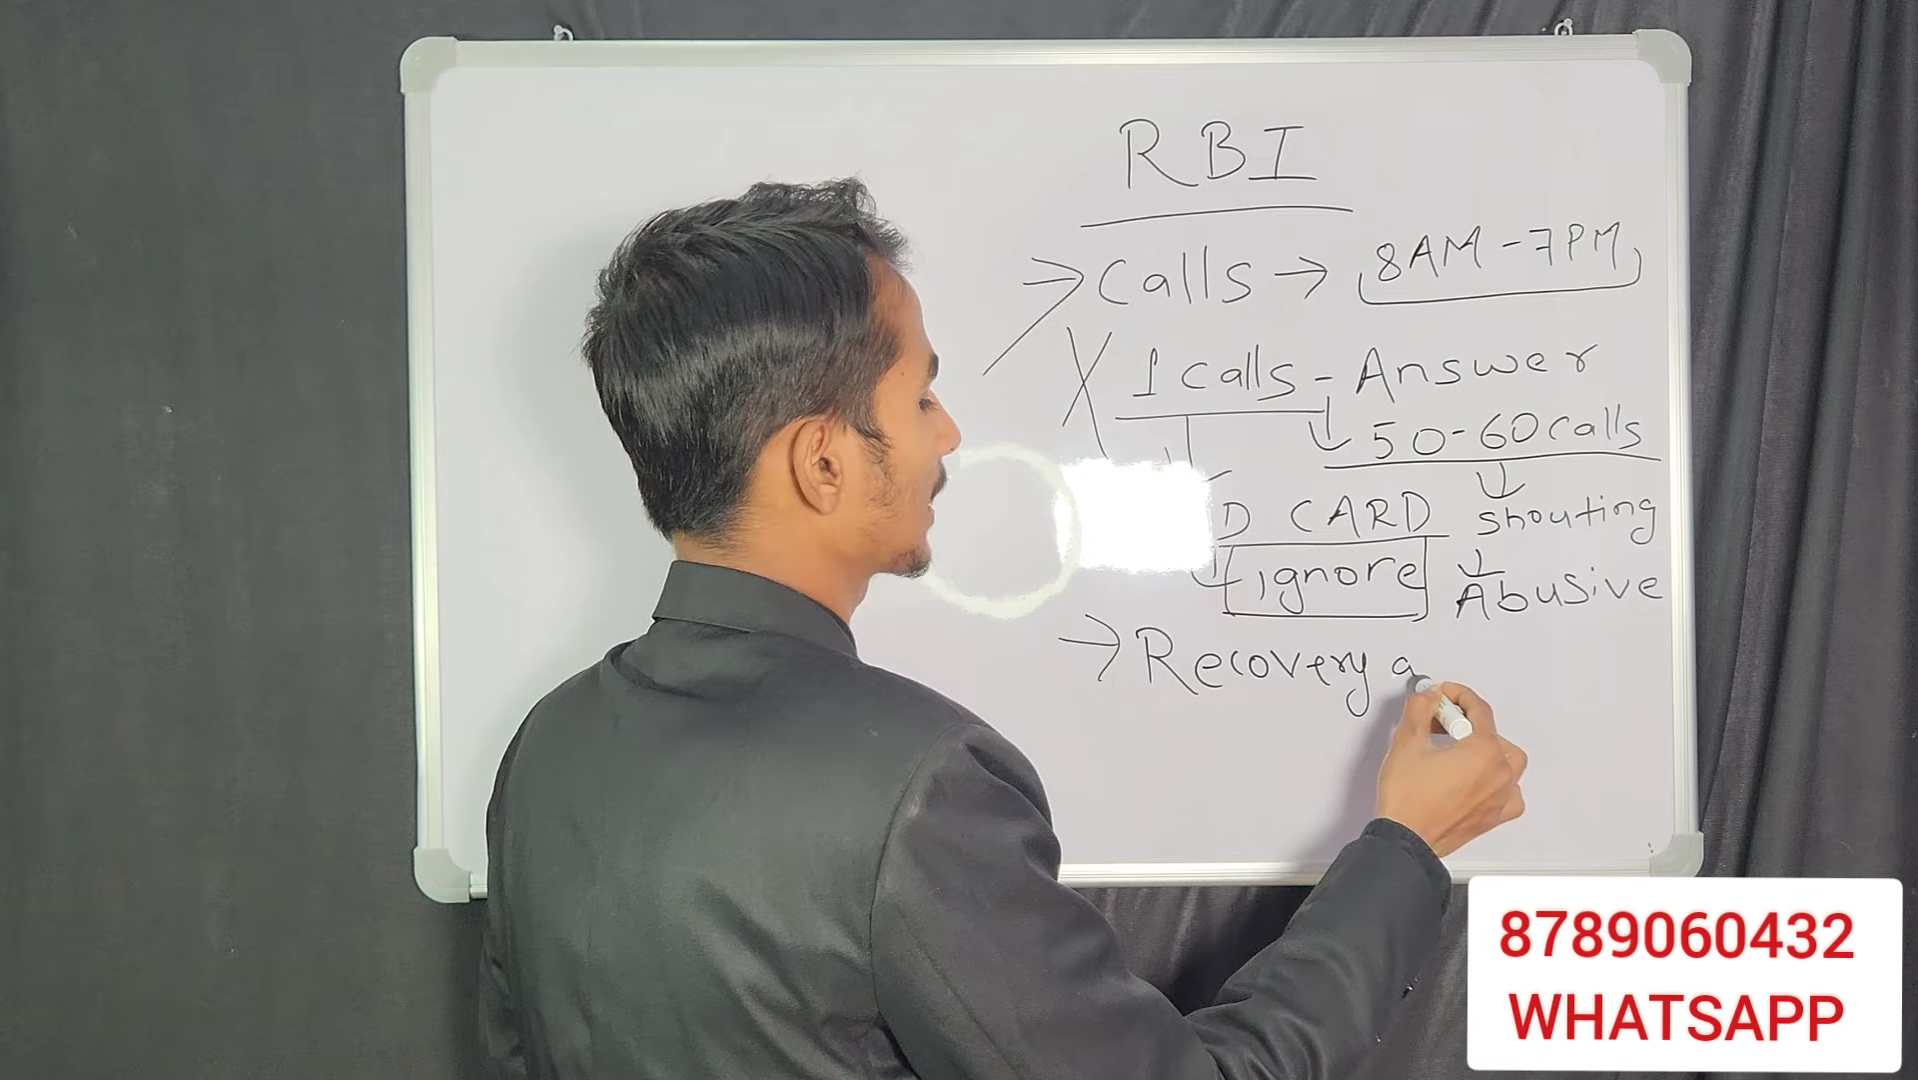 RBI
→ Calls → 8AM-7PM
X 1 calls - Answer
50-60 calls
D CARD shouting
ignore Abusive
→ Recovery a
8789060432
WHATSAPP